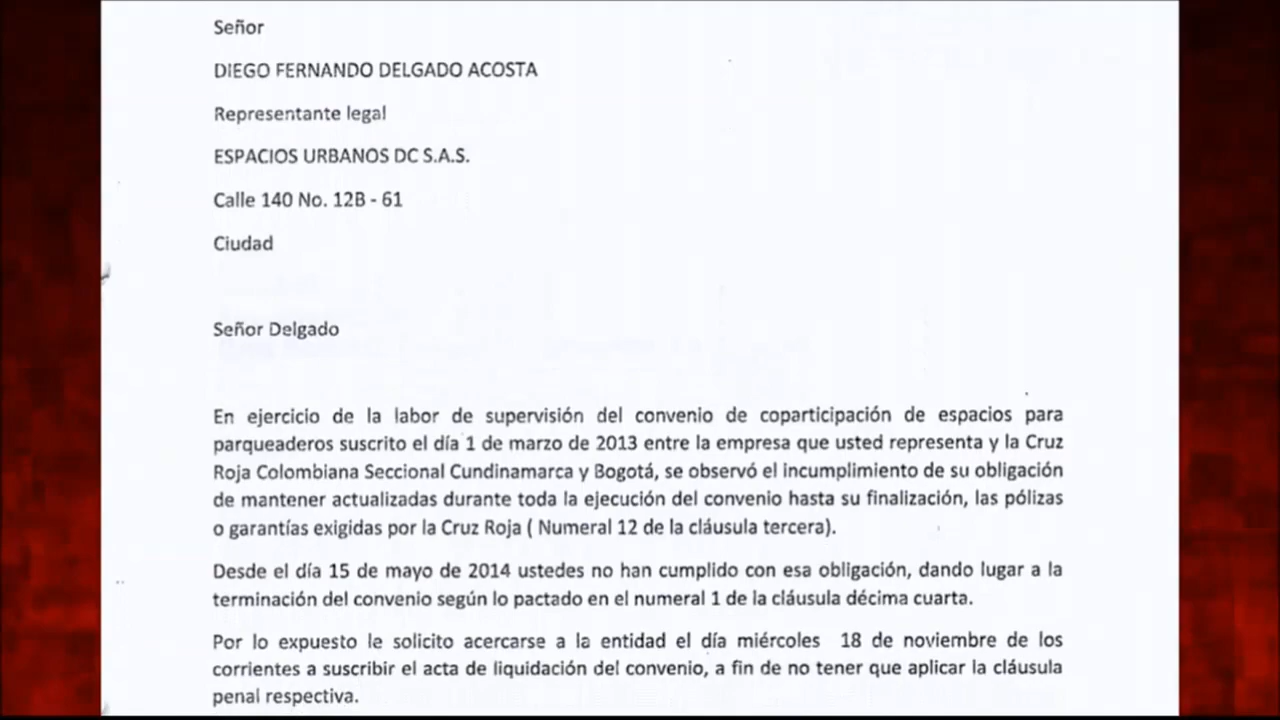 Señor
DIEGO FERNANDO DELGADO ACOSTA
Representante legal
ESPACIOS URBANOS DC S.A.S.
Calle 140 No. 12B - 61
Ciudad
Señor Delgado
En ejercicio de la labor de supervisión del convenio de coparticipación de espacios para
parqueaderos suscrito el día 1 de marzo de 2013 entre la empresa que usted representa y la Cruz
Roja Colombiana Seccional Cundinamarca y Bogotá, se observó el incumplimiento de su obligación
de mantener actualizadas durante toda la ejecución del convenio hasta su finalización, las pólizas
o garantías exigidas por la Cruz Roja ( Numeral 12 de la cláusula tercera).
Desde el día 15 de mayo de 2014 ustedes no han cumplido con esa obligación, dando lugar a la
terminación del convenio según lo pactado en el numeral 1 de la cláusula décima cuarta.
Por lo expuesto le solicito acercarse a la entidad el día miércoles 18 de noviembre de los
corrientes a suscribir el acta de liquidación del convenio, a fin de no tener que aplicar la cláusula
penal respectiva.